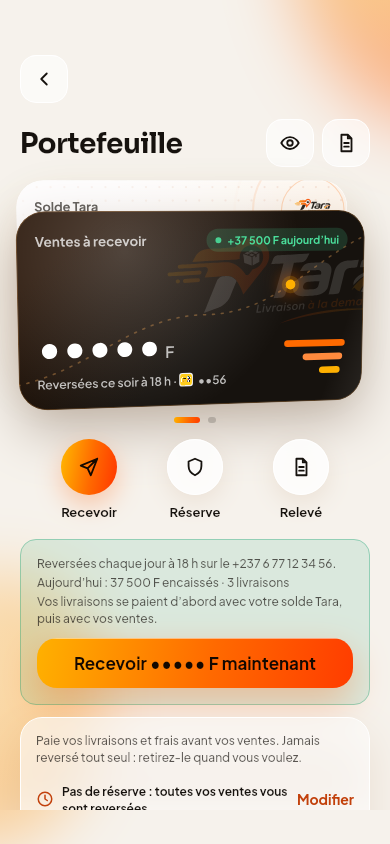 Portefeuille
Solde Tara
Tara
Ventes à recevoir
+37 500 F aujourd'hui
Tara
Livraison à la dema
••••• F
Reversées ce soir à 18 h · ••56
Recevoir
Réserve
Relevé
Reversées chaque jour à 18 h sur le +237 6 77 12 34 56.
Aujourd'hui : 37 500 F encaissés · 3 livraisons
Vos livraisons se paient d'abord avec votre solde Tara,
puis avec vos ventes.
Recevoir ••••• F maintenant
Paie vos livraisons et frais avant vos ventes. Jamais
reversé tout seul : retirez-le quand vous voulez.
Pas de réserve : toutes vos ventes vous
sont reversées
Modifier